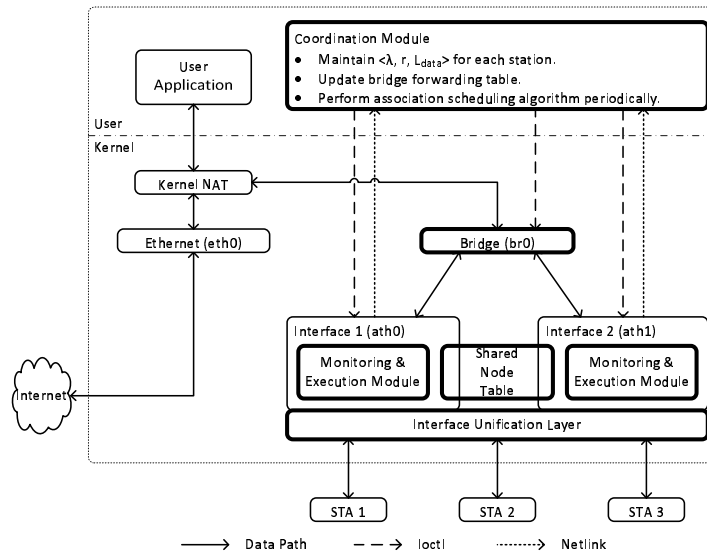 Coordination Module
• Maintain <λ, r, Ldata> for each station.
• Update bridge forwarding table.
• Perform association scheduling algorithm periodically.
User
Application
User
Kernel
Kernel NAT
Ethernet (eth0)
Bridge (br0)
Interface 1 (ath0)
Interface 2 (ath1)
Monitoring &
Execution Module
Shared
Node
Table
Monitoring &
Execution Module
Internet
Interface Unification Layer
STA 1
STA 2
STA 3
Data Path
Ioctl
Netlink